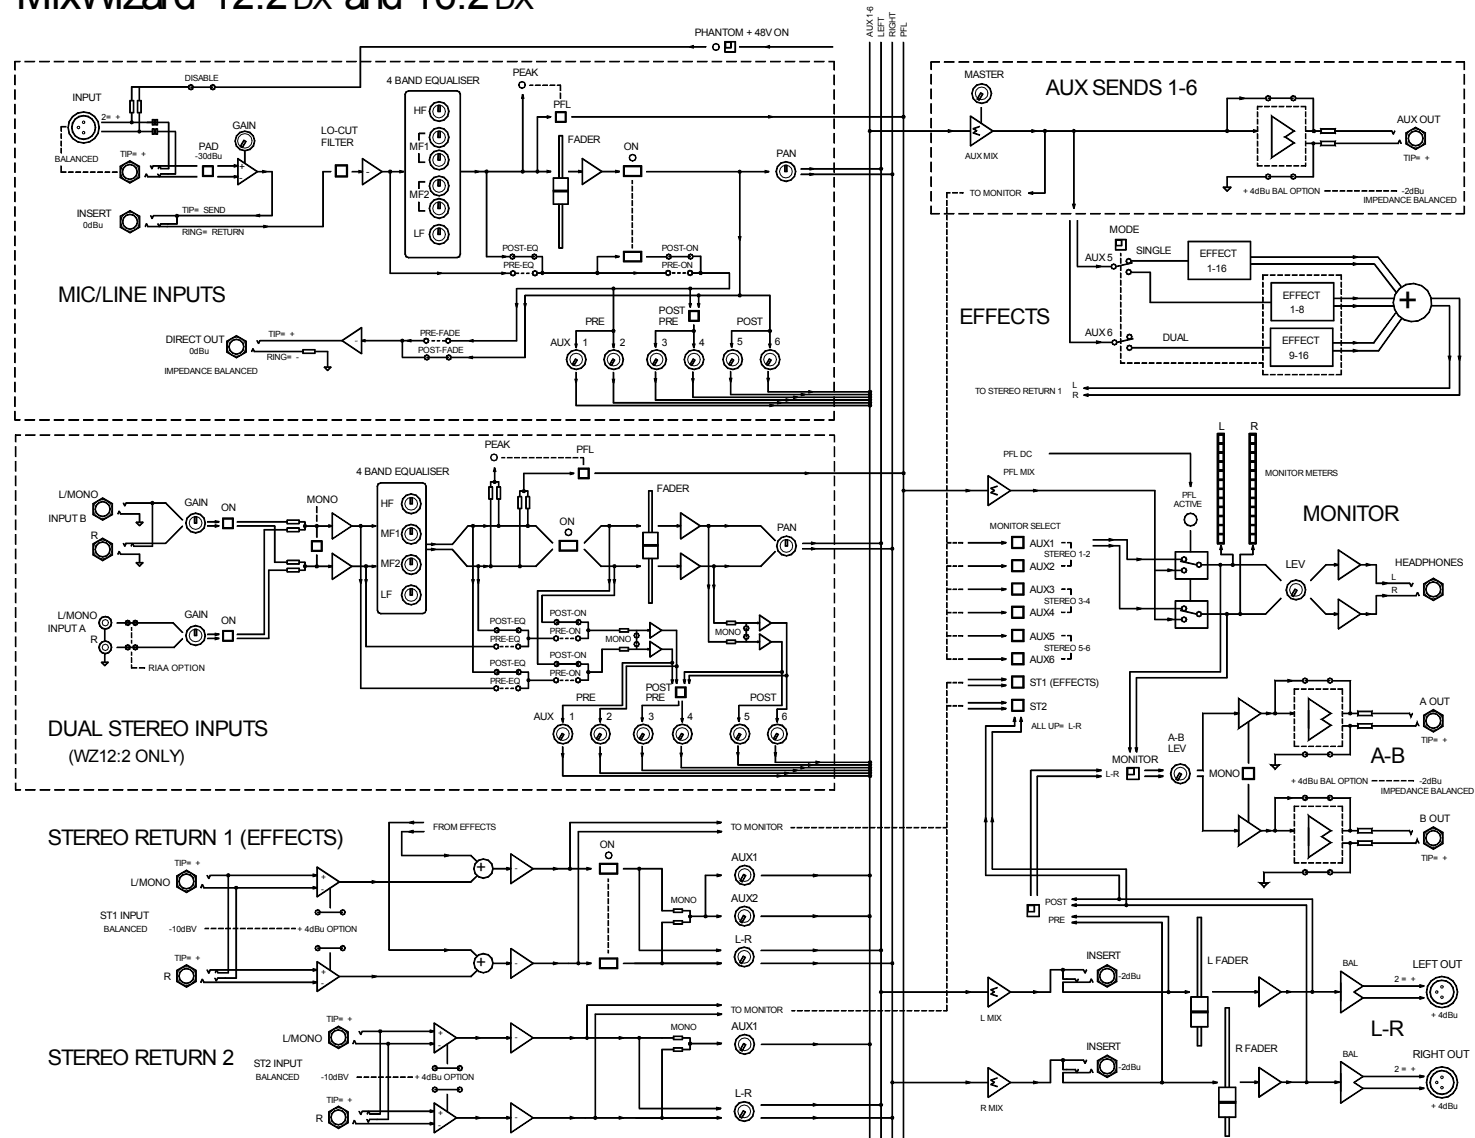 MixWizard 12:2 DX and 16:2 DX
AUX 1-6
LEFT
RIGHT
PFL
PHANTOM + 48V ON
DISABLE
INPUT
2= +
BALANCED
TIP= +
PAD
-30dBu
GAIN
+
-
LO-CUT
FILTER
-
4 BAND EQUALISER
HF
MF1
MF2
LF
PEAK
PFL
FADER
ON
PAN
INSERT
0dBu
TIP= SEND
RING= RETURN
POST-EQ
PRE-EQ
POST-ON
PRE-ON
MIC/LINE INPUTS
DIRECT OUT
0dBu
TIP= +
RING= -
IMPEDANCE BALANCED
-
PRE-FADE
POST-FADE
PRE
POST
PRE
POST
AUX 1 2 3 4 5 6
MASTER
AUX SENDS 1-6
Σ
AUX MIX
AUX OUT
TIP= +
TO MONITOR
+ 4dBu BAL OPTION
-2dBu
IMPEDANCE BALANCED
MODE
SINGLE
AUX 5
EFFECT
1-16
EFFECTS
EFFECT
1-8
+
AUX 6
DUAL
EFFECT
9-16
TO STEREO RETURN 1
L
R
PEAK
PFL
4 BAND EQUALISER
FADER
L/MONO
INPUT B
R
GAIN
ON
MONO
HF
MF1
MF2
LF
ON
PAN
L/MONO
INPUT A
R
GAIN
ON
RIAA OPTION
POST-EQ
PRE-EQ
POST-ON
PRE-ON
POST-EQ
PRE-EQ
POST-ON
PRE-ON
MONO
MONO
PRE
POST
PRE
POST
AUX 1 2 3 4 5 6
DUAL STEREO INPUTS
(WZ12:2 ONLY)
L
R
PFL DC
PFL MIX
Σ
MONITOR METERS
PFL
ACTIVE
MONITOR
MONITOR SELECT
AUX1
STEREO 1-2
AUX2
AUX3
STEREO 3-4
AUX4
AUX5
STEREO 5-6
AUX6
ST1 (EFFECTS)
ST2
ALL UP= L-R
LEV
HEADPHONES
L
R
MONITOR
L-R
A-B
LEV
MONO
A OUT
TIP= +
A-B
+ 4dBu BAL OPTION
-2dBu
IMPEDANCE BALANCED
B OUT
TIP= +
STEREO RETURN 1 (EFFECTS)
FROM EFFECTS
TO MONITOR
TIP= +
L/MONO
+
-
+
-
ON
MONO
AUX1
AUX2
L-R
ST1 INPUT
BALANCED
-10dBV
+ 4dBu OPTION
TIP= +
R
+
-
+
-
STEREO RETURN 2
TO MONITOR
TIP= +
L/MONO
+
-
-
MONO
AUX1
ST2 INPUT
BALANCED
-10dBV
+ 4dBu OPTION
TIP= +
R
+
-
-
L-R
POST
PRE
INSERT
-2dBu
Σ
L MIX
L FADER
BAL
2 = +
LEFT OUT
+ 4dBu
L-R
INSERT
-2dBu
Σ
R MIX
R FADER
BAL
2 = +
RIGHT OUT
+ 4dBu